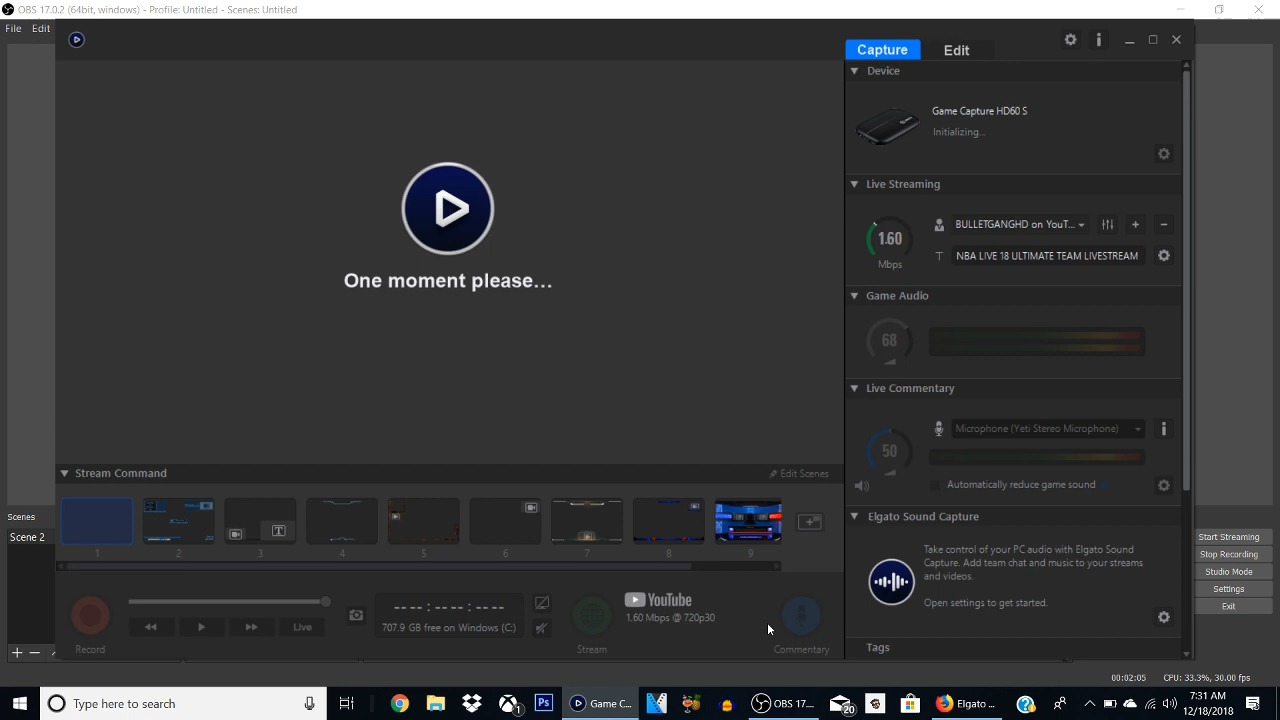 OBS 17.0.2 (64bit, windows) - Profile: Untitled - Scenes: Untitled
File Edit
Capture Edit
Device
Game Capture HD60 S
Initializing...
One moment please...
Live Streaming
1.60
Mbps
BULLETGANGHD on YouT...
NBA LIVE 18 ULTIMATE TEAM LIVESTREAM
Game Audio
68
Live Commentary
Microphone (Yeti Stereo Microphone)
50
Automatically reduce game sound
Stream Command
Edit Scenes
1 2 3 4 5 6 7 8 9
Elgato Sound Capture
Take control of your PC audio with Elgato Sound
Capture. Add team chat and music to your streams
and videos.
Open settings to get started.
Tags
Scenes
Scene 2
Start Streaming
Stop Recording
Studio Mode
Settings
Exit
Record
Live
-- -- : -- -- : -- --
707.9 GB free on Windows (C:)
Stream
YouTube
1.60 Mbps @ 720p30
Commentary
00:02:05 CPU: 33.3%, 30.00 fps
Type here to search
Game C...
OBS 17....
20
Elgato ...
7:31 AM
12/18/2018